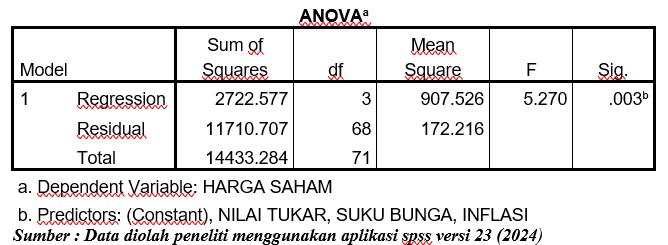 ANOVAa
Model Sum of Squares df Mean Square F Sig.
1 Regression 2722.577 3 907.526 5.270 .003b
Residual 11710.707 68 172.216
Total 14433.284 71
a. Dependent Variable: HARGA SAHAM
b. Predictors: (Constant), NILAI TUKAR, SUKU BUNGA, INFLASI
Sumber : Data diolah peneliti menggunakan aplikasi spss versi 23 (2024)